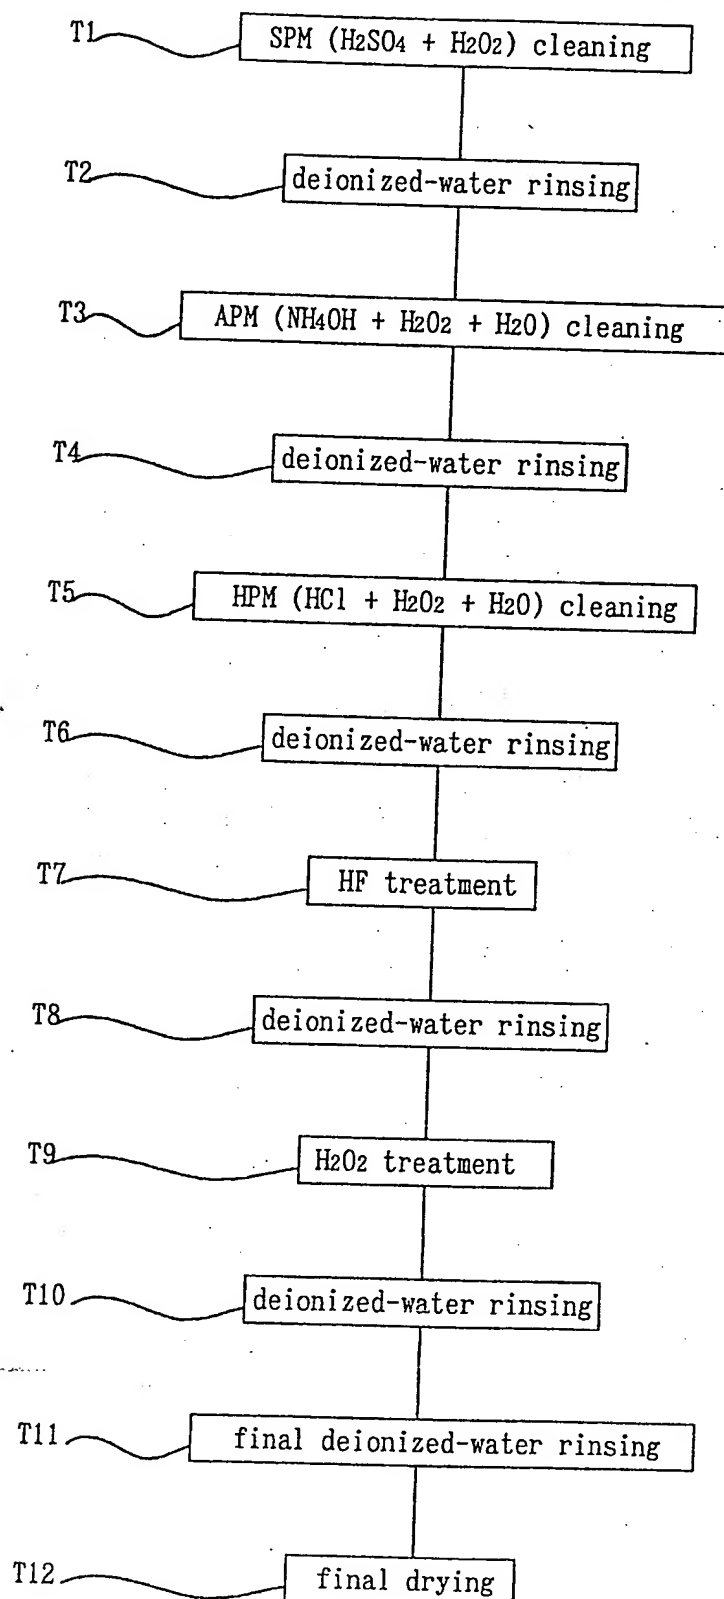 T1 SPM (H2SO4 + H2O2) cleaning
T2 deionized-water rinsing
T3 APM (NH4OH + H2O2 + H2O) cleaning
T4 deionized-water rinsing
T5 HPM (HCl + H2O2 + H2O) cleaning
T6 deionized-water rinsing
T7 HF treatment
T8 deionized-water rinsing
T9 H2O2 treatment
T10 deionized-water rinsing
T11 final deionized-water rinsing
T12 final drying